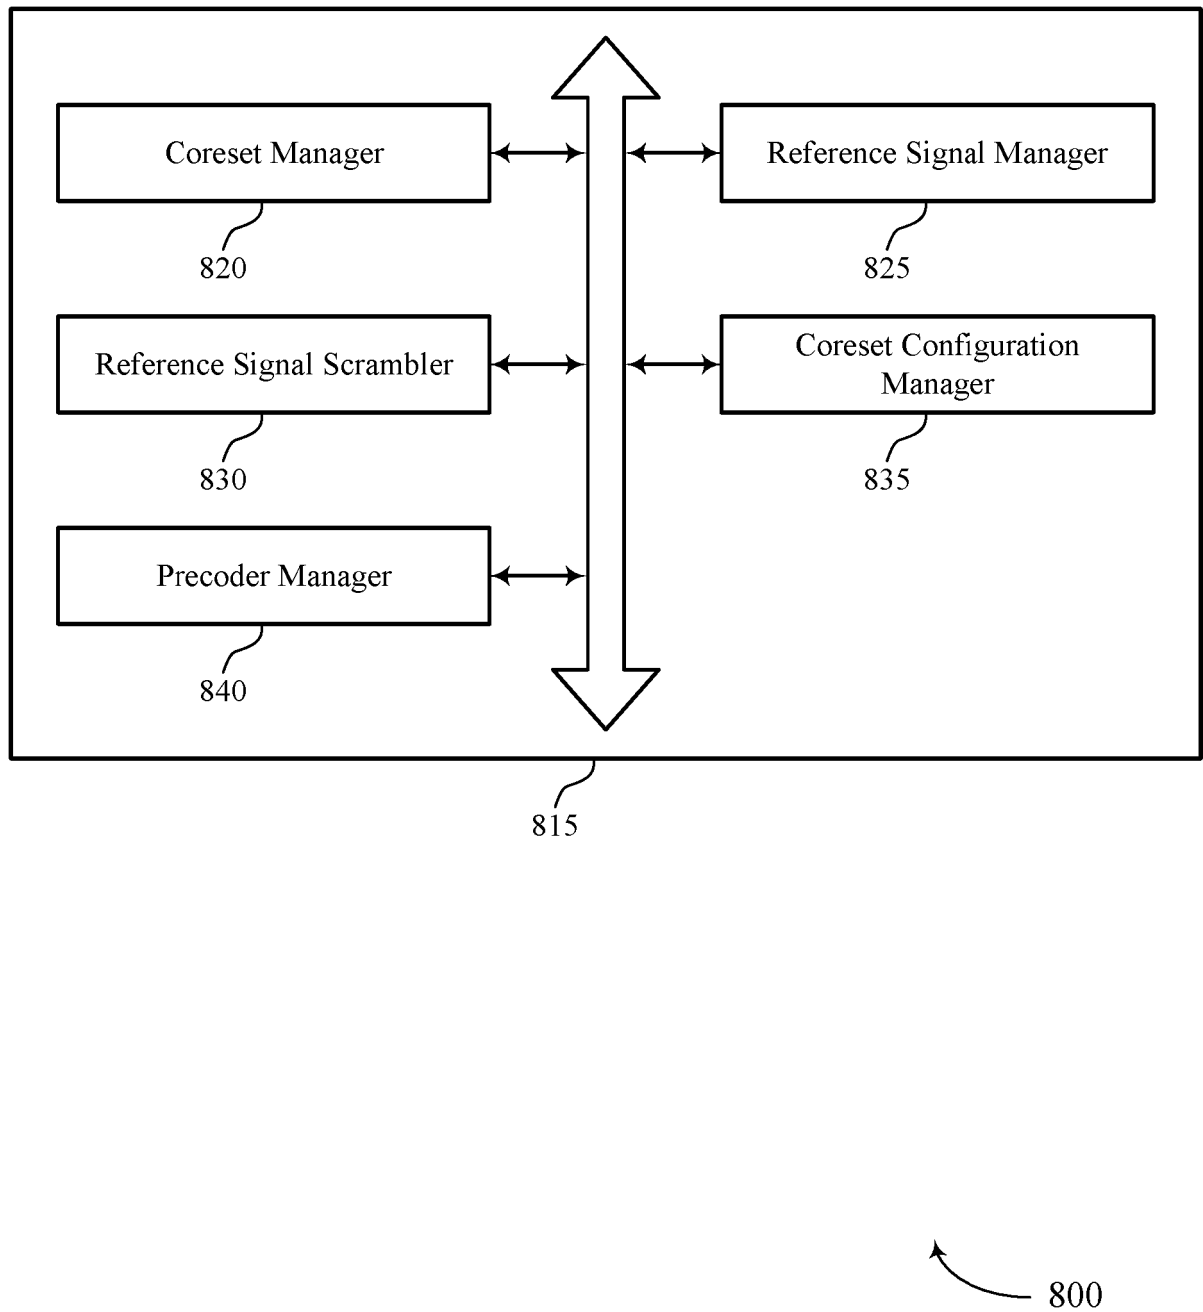 Coreset Manager
820
Reference Signal Manager
825
Reference Signal Scrambler
830
Coreset Configuration
Manager
835
Precoder Manager
840
815
800